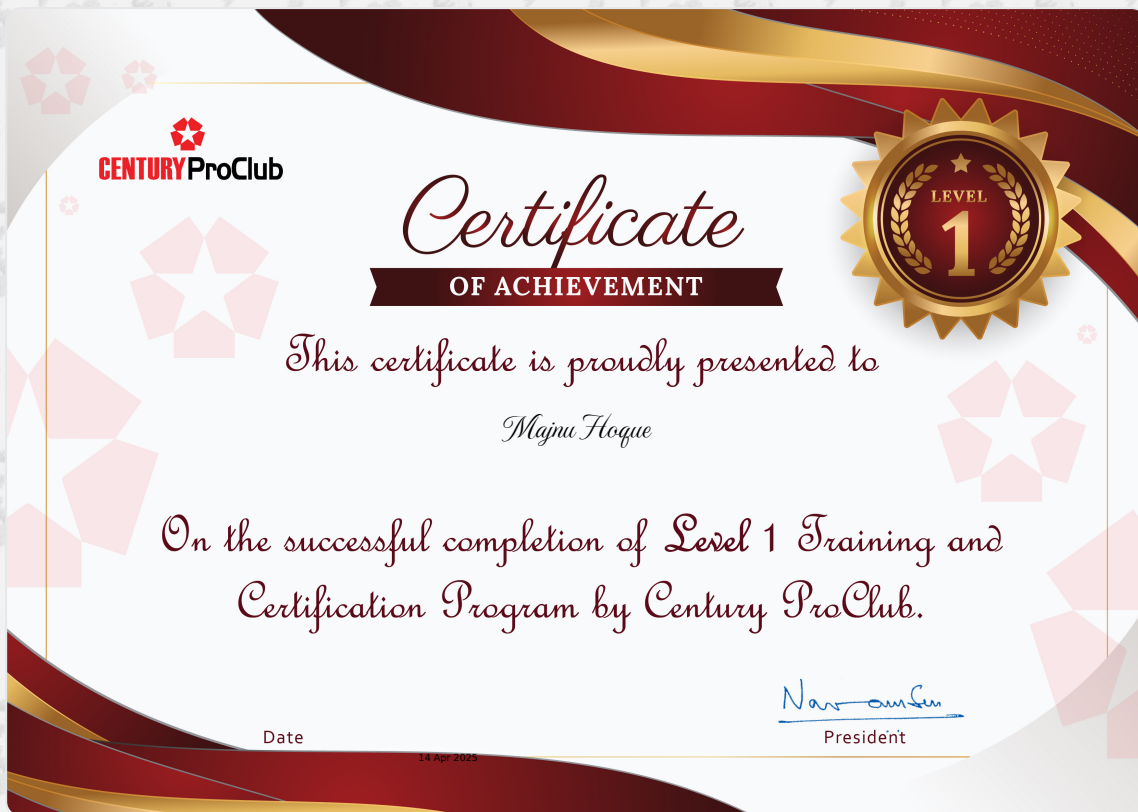 CENTURY ProClub
LEVEL
1
Certificate
OF ACHIEVEMENT
This certificate is proudly presented to
Majnu Hoque
On the successful completion of Level 1 Training and
Certification Program by Century ProClub.
Date
President
14 Apr 2025